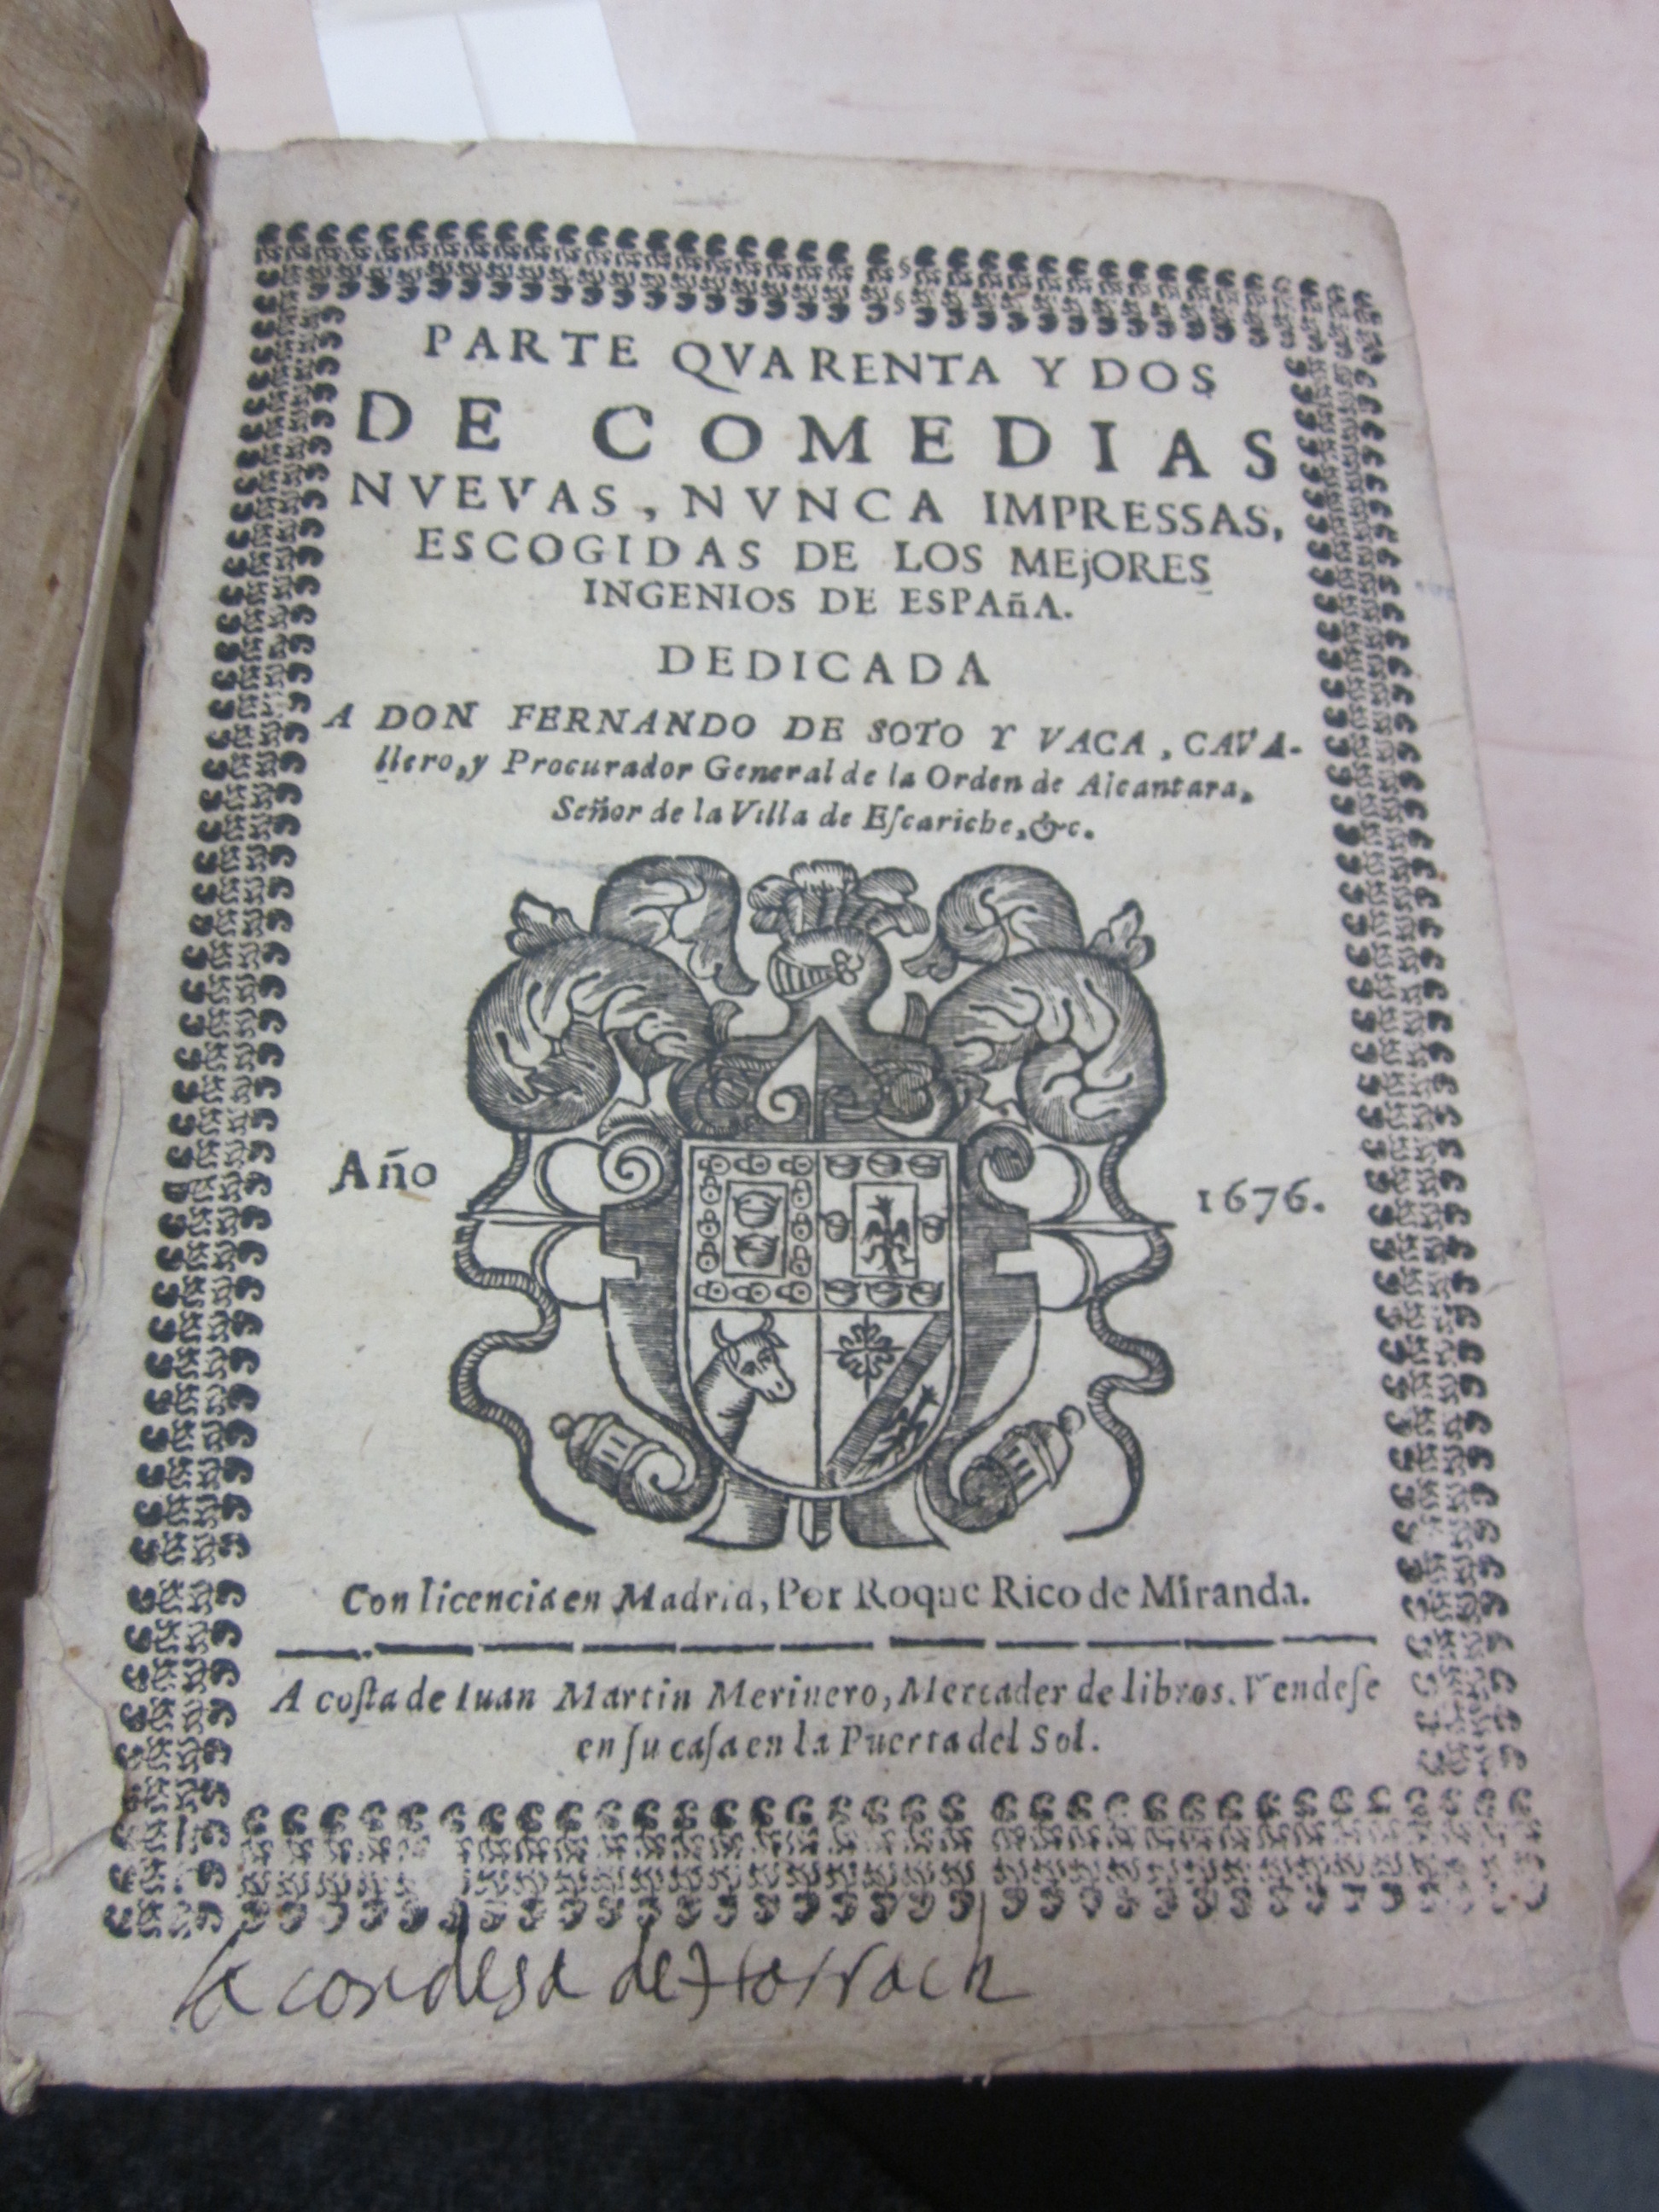 PARTE QVARENTA Y DOS
DE COMEDIAS
NVEVAS, NVNCA IMPRESSAS,
ESCOGIDAS DE LOS MEjORES
INGENIOS DE ESPAñA.
DEDICADA
A DON FERNANDO DE SOTO Y VACA, CAVA-
llero, y Procurador General de la Orden de Alcantara,
Señor de la Villa de Eſcariche, &c.
Año 1676.
Con licencia en Madrid, Por Roque Rico de Miranda.
A coſta de Iuan Martin Merinero, Mercader de libros. Vendeſe
en ſu caſa en la Puerta del Sol.
la condesa de Harrach